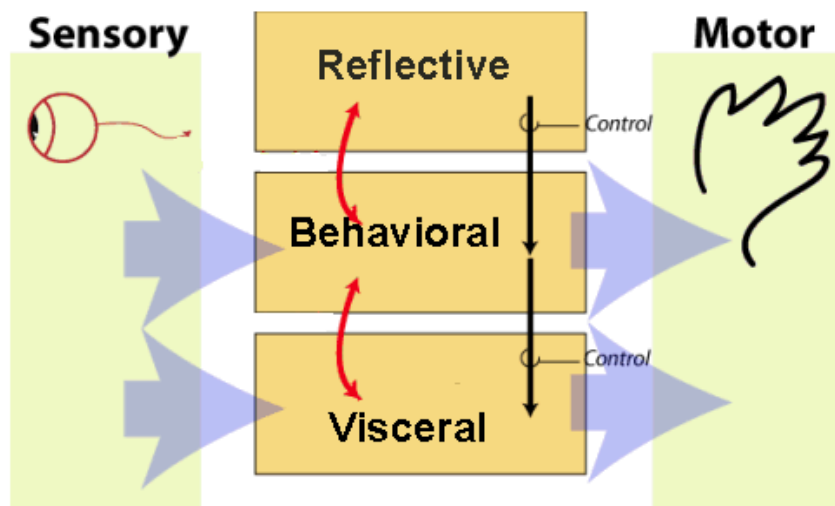 Sensory
Motor
Reflective
Control
Behavioral
Control
Visceral